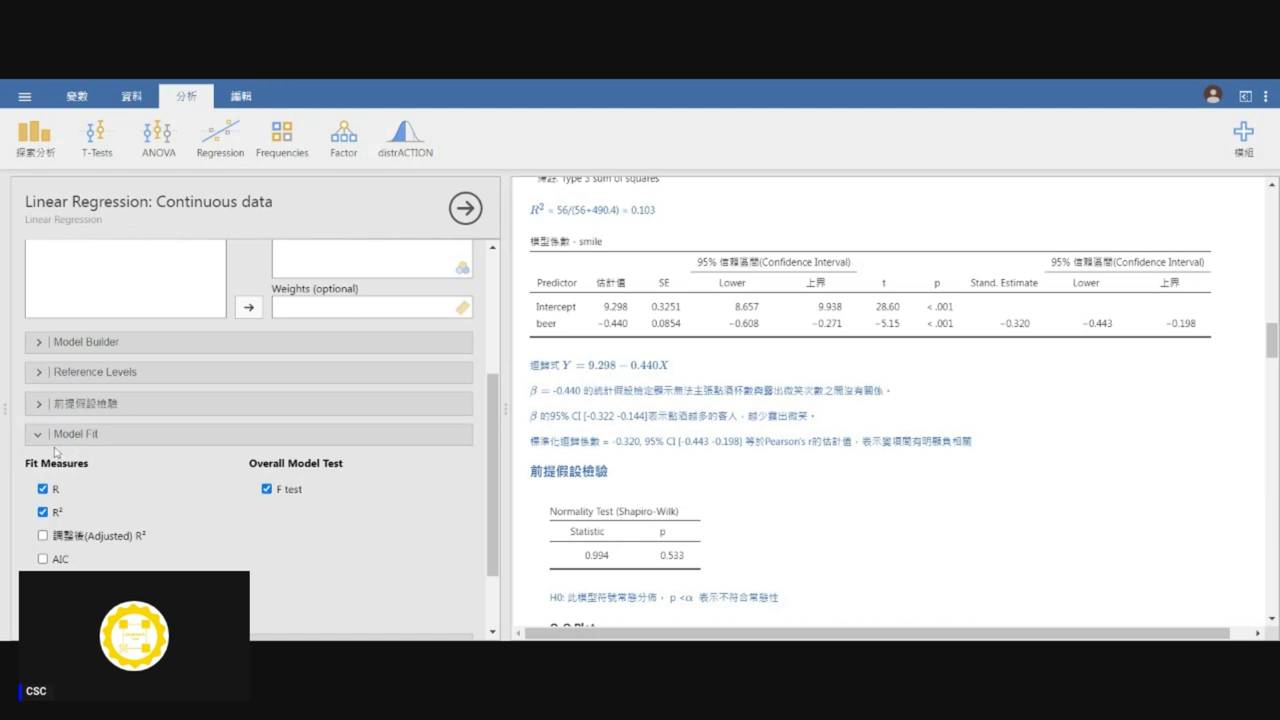 變數 資料 分析 編輯
探索分析 T-Tests ANOVA Regression Frequencies Factor distrACTION 模組
Linear Regression: Continuous data
Linear Regression
Weights (optional)
Model Builder
Reference Levels
前提假設檢驗
Model Fit
Fit Measures Overall Model Test
R F test
R²
調整後(Adjusted) R²
AIC
CSC
備註. Type 3 sum of squares
R² = 56/(56+490.4) = 0.103
模型係數 - smile
95% 信賴區間(Confidence Interval) 95% 信賴區間(Confidence Interval)
Predictor 估計值 SE Lower 上界 t p Stand. Estimate Lower 上界
Intercept 9.298 0.3251 8.657 9.938 28.60 < .001
beer −0.440 0.0854 −0.608 −0.271 −5.15 < .001 −0.320 −0.443 −0.198
迴歸式 Y = 9.298 − 0.440X
β = -0.440 的統計假設檢定顯示無法主張點酒杯數與露出微笑次數之間沒有關係。
β 的95% CI [-0.322 -0.144]表示點酒越多的客人，越少露出微笑。
標準化迴歸係數 = -0.320, 95% CI [-0.443 -0.198] 等於Pearson's r的估計值，表示變項間有明顯負相關
前提假設檢驗
Normality Test (Shapiro-Wilk)
Statistic p
0.994 0.533
H0: 此模型符號常態分佈， p <α 表示不符合常態性
Q-Q Plot